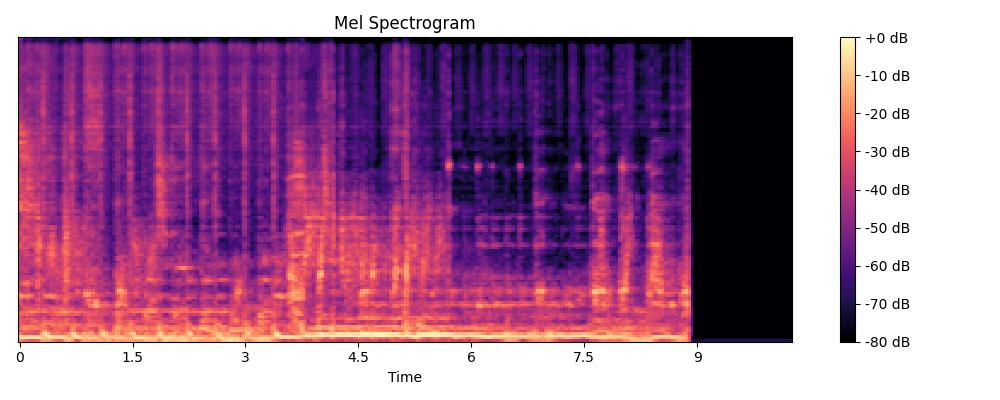 Mel Spectrogram
+0 dB
-10 dB
-20 dB
-30 dB
-40 dB
-50 dB
-60 dB
-70 dB
-80 dB
0 1.5 3 4.5 6 7.5 9
Time